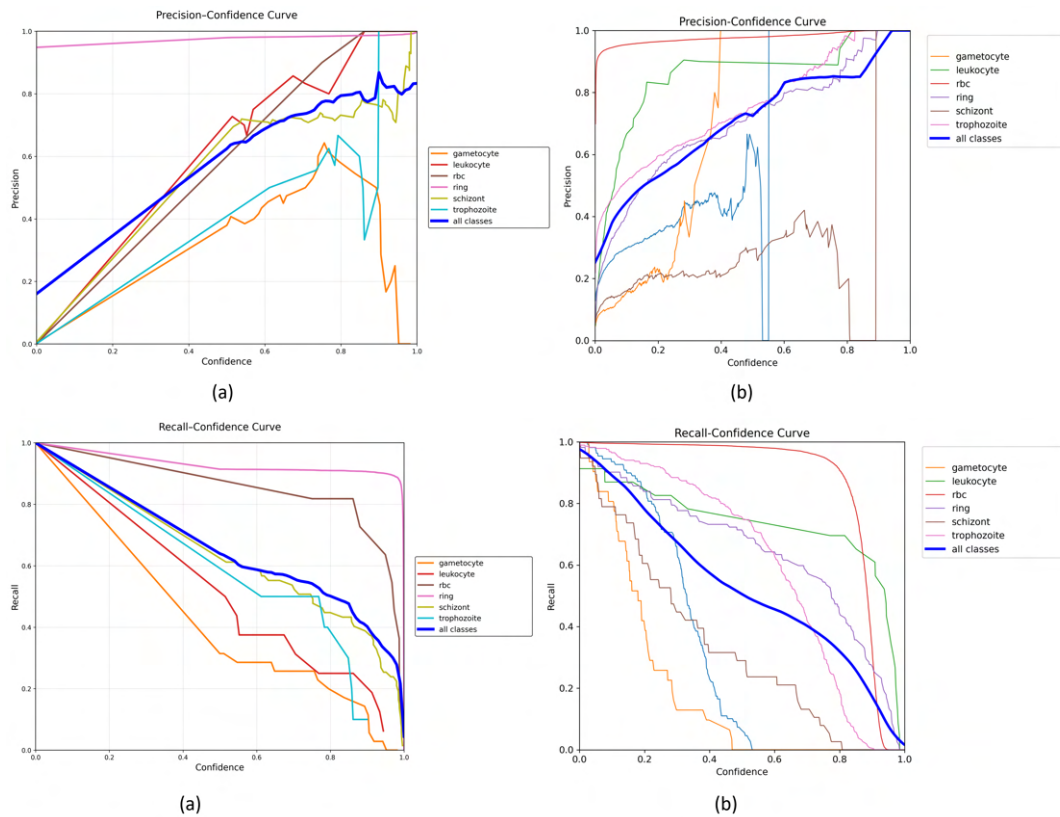 Precision–Confidence Curve
1.0
0.8
0.6
0.4
0.2
0.0
Precision
0.0 0.2 0.4 0.6 0.8 1.0
Confidence
gametocyte
leukocyte
rbc
ring
schizont
trophozoite
all classes
(a)
Precision-Confidence Curve
1.0
0.8
0.6
0.4
0.2
0.0
Precision
0.0 0.2 0.4 0.6 0.8 1.0
Confidence
gametocyte
leukocyte
rbc
ring
schizont
trophozoite
all classes
(b)
Recall–Confidence Curve
1.0
0.8
0.6
0.4
0.2
0.0
Recall
0.0 0.2 0.4 0.6 0.8 1.0
Confidence
gametocyte
leukocyte
rbc
ring
schizont
trophozoite
all classes
(a)
Recall-Confidence Curve
1.0
0.8
0.6
0.4
0.2
0.0
Recall
0.0 0.2 0.4 0.6 0.8 1.0
Confidence
gametocyte
leukocyte
rbc
ring
schizont
trophozoite
all classes
(b)